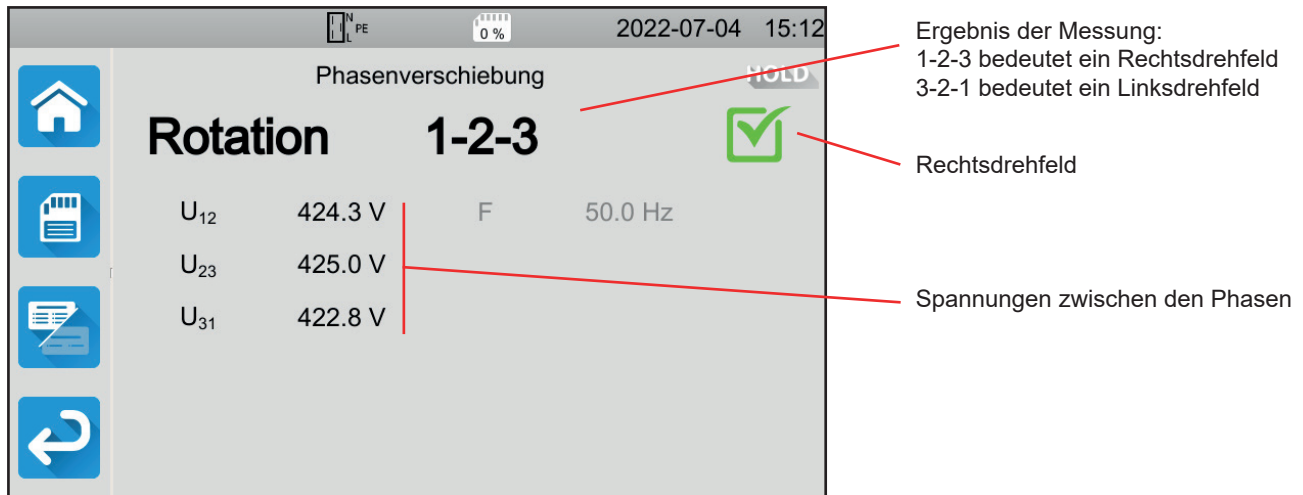 N
L PE
0 %
2022-07-04 15:12
Phasenverschiebung
HOLD
Rotation 1-2-3
U12 424.3 V F 50.0 Hz
U23 425.0 V
U31 422.8 V
Ergebnis der Messung:
1-2-3 bedeutet ein Rechtsdrehfeld
3-2-1 bedeutet ein Linksdrehfeld
Rechtsdrehfeld
Spannungen zwischen den Phasen